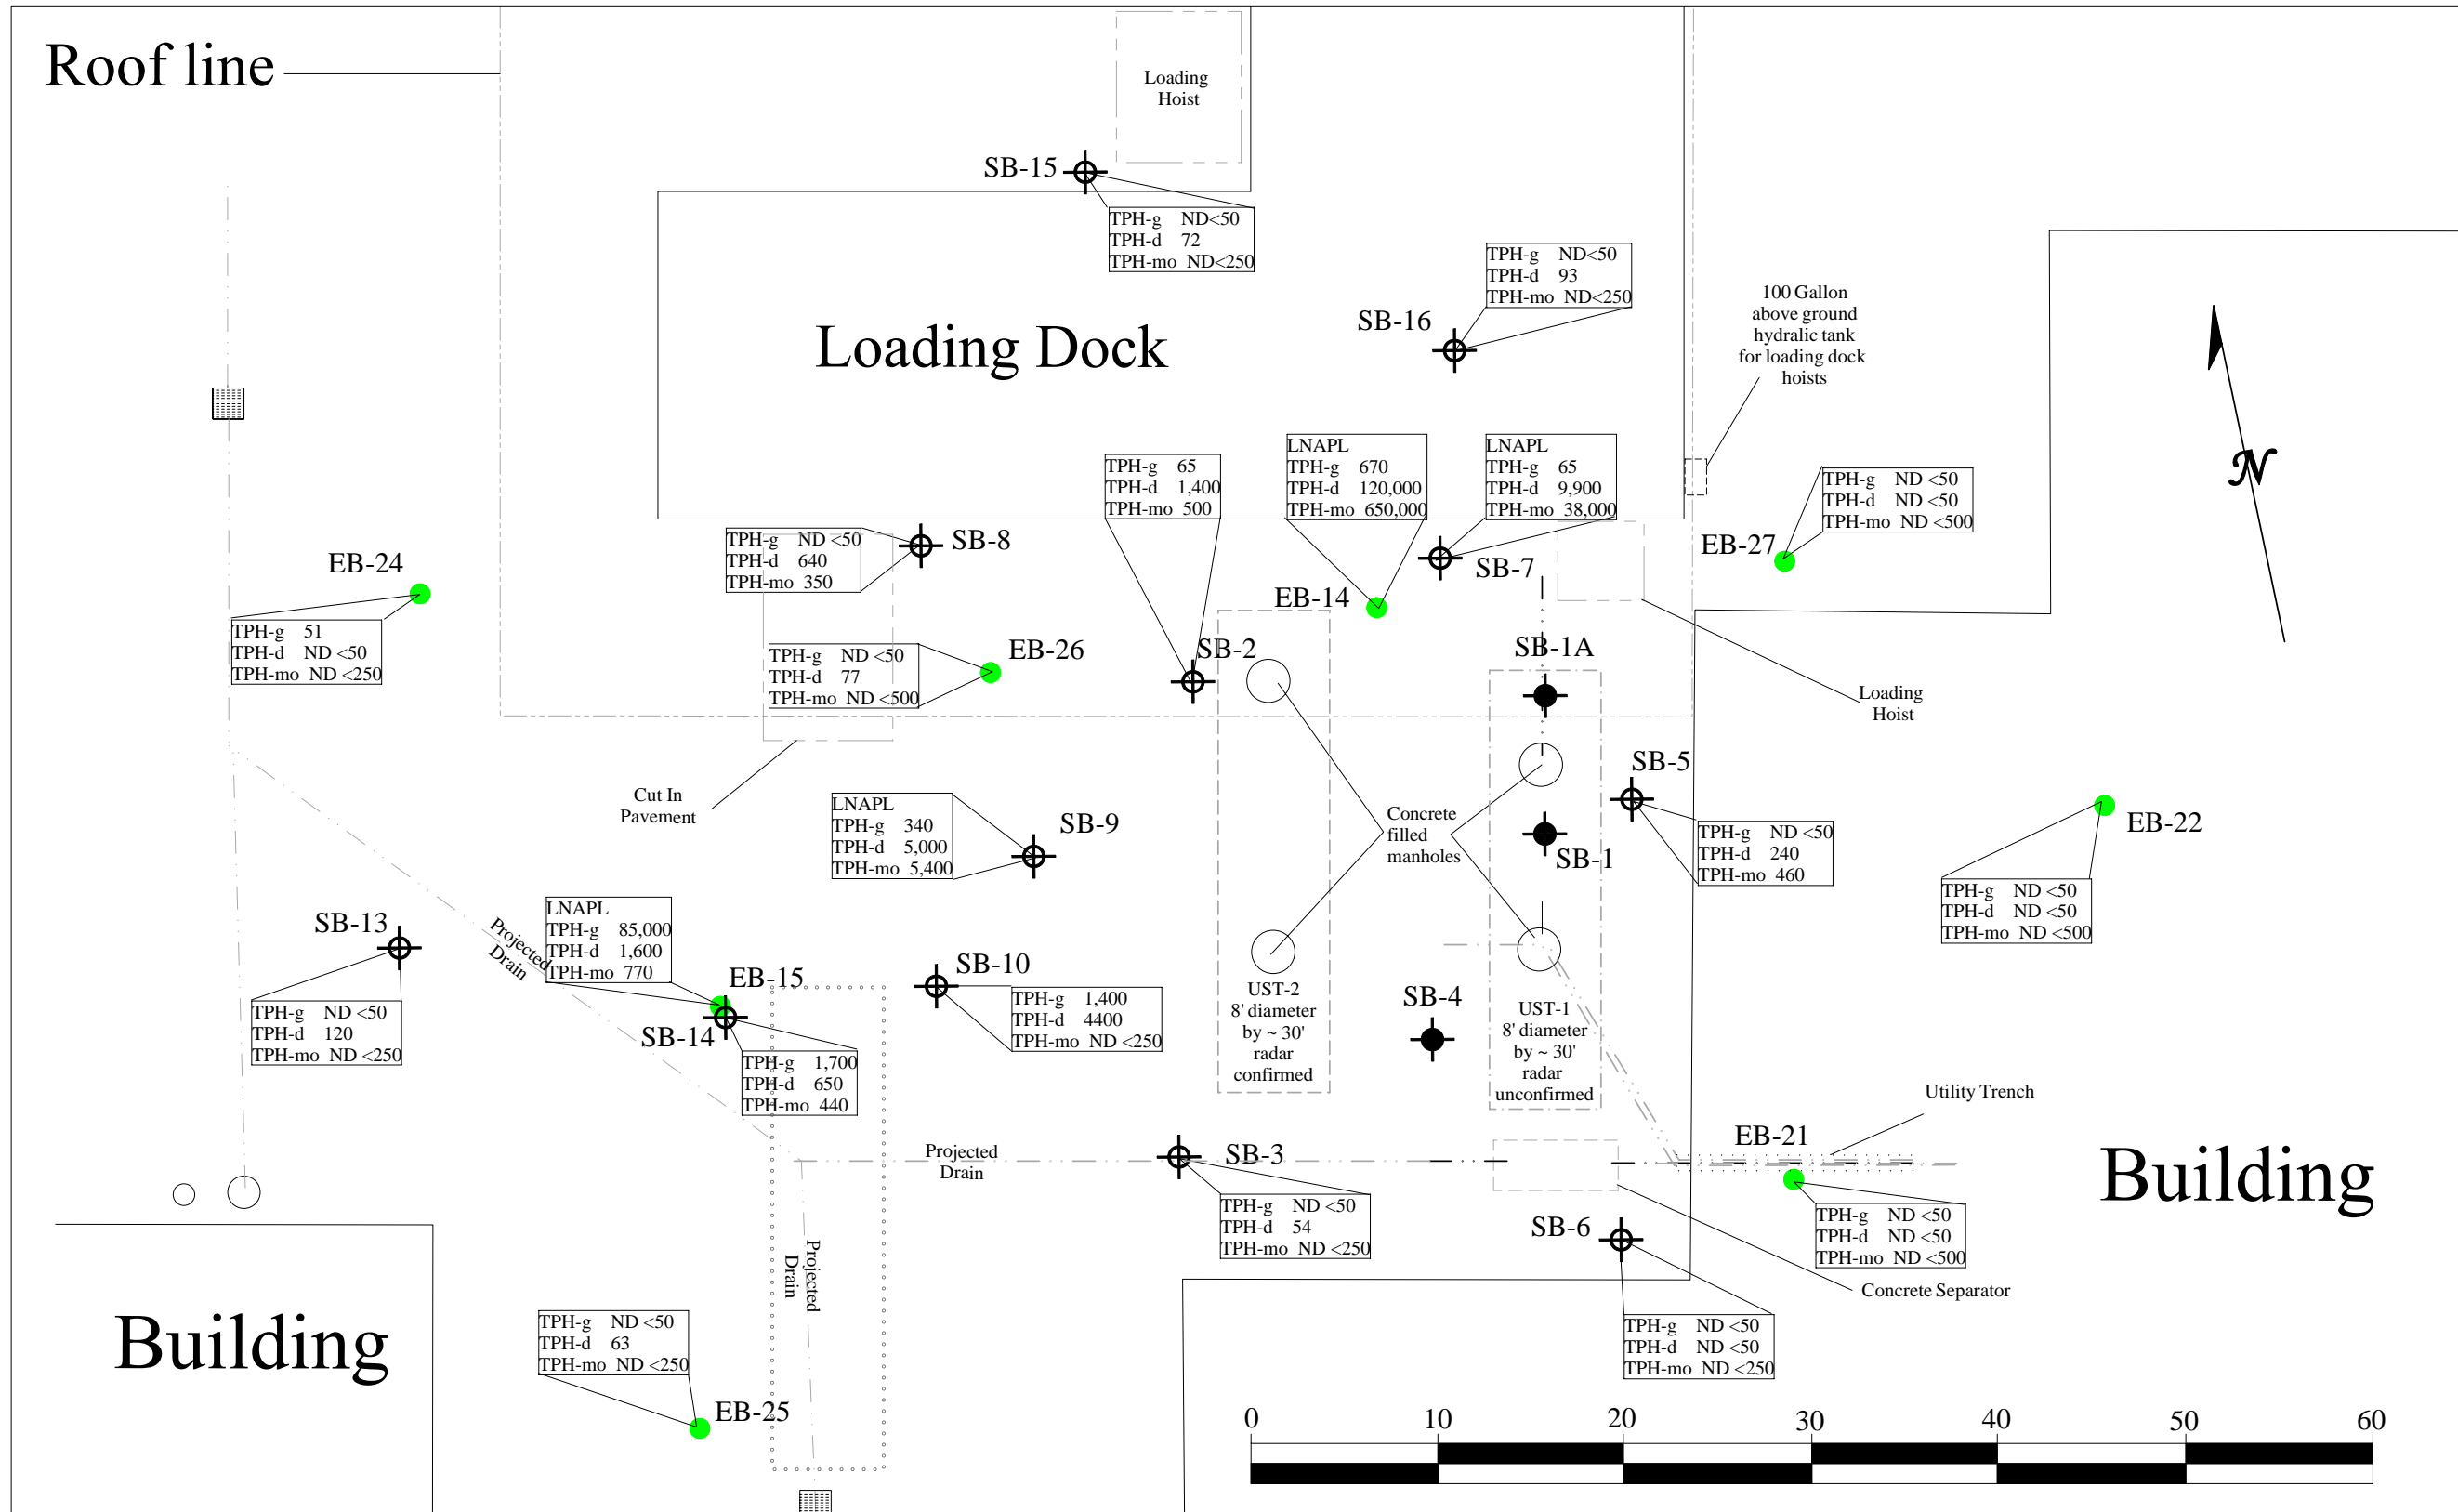 Roof line
Loading
Hoist
SB-15
TPH-g ND<50
TPH-d 72
TPH-mo ND<250
TPH-g ND<50
TPH-d 93
TPH-mo ND<250
SB-16
Loading Dock
100 Gallon
above ground
hydralic tank
for loading dock
hoists
N
TPH-g 65
TPH-d 1,400
TPH-mo 500
LNAPL
TPH-g 670
TPH-d 120,000
TPH-mo 650,000
LNAPL
TPH-g 65
TPH-d 9,900
TPH-mo 38,000
TPH-g ND <50
TPH-d ND <50
TPH-mo ND <500
EB-27
TPH-g ND <50
TPH-d 640
TPH-mo 350
SB-8
SB-7
EB-24
EB-14
TPH-g 51
TPH-d ND <50
TPH-mo ND <250
TPH-g ND <50
TPH-d 77
TPH-mo ND <500
EB-26
SB-2
SB-1A
Loading
Hoist
SB-5
Cut In
Pavement
LNAPL
TPH-g 340
TPH-d 5,000
TPH-mo 5,400
SB-9
Concrete
filled
manholes
SB-1
TPH-g ND <50
TPH-d 240
TPH-mo 460
EB-22
TPH-g ND <50
TPH-d ND <50
TPH-mo ND <500
SB-13
Projected
Drain
LNAPL
TPH-g 85,000
TPH-d 1,600
TPH-mo 770
EB-15
SB-10
TPH-g ND <50
TPH-d 120
TPH-mo ND <250
SB-14
TPH-g 1,700
TPH-d 650
TPH-mo 440
TPH-g 1,400
TPH-d 4400
TPH-mo ND <250
UST-2
8' diameter
by ~ 30'
radar
confirmed
SB-4
UST-1
8' diameter
by ~ 30'
radar
unconfirmed
Utility Trench
EB-21
Projected
Drain
SB-3
Building
TPH-g ND <50
TPH-d 54
TPH-mo ND <250
SB-6
TPH-g ND <50
TPH-d ND <50
TPH-mo ND <500
Concrete Separator
Projected
Drain
Building
TPH-g ND <50
TPH-d 63
TPH-mo ND <250
TPH-g ND <50
TPH-d ND <50
TPH-mo ND <250
EB-25
0 10 20 30 40 50 60